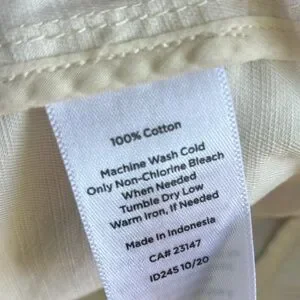 100% Cotton
Machine Wash Cold
Only Non-Chlorine Bleach
When Needed
Tumble Dry Low
Warm Iron, If Needed
Made In Indonesia
CA# 23147
ID245 10/20